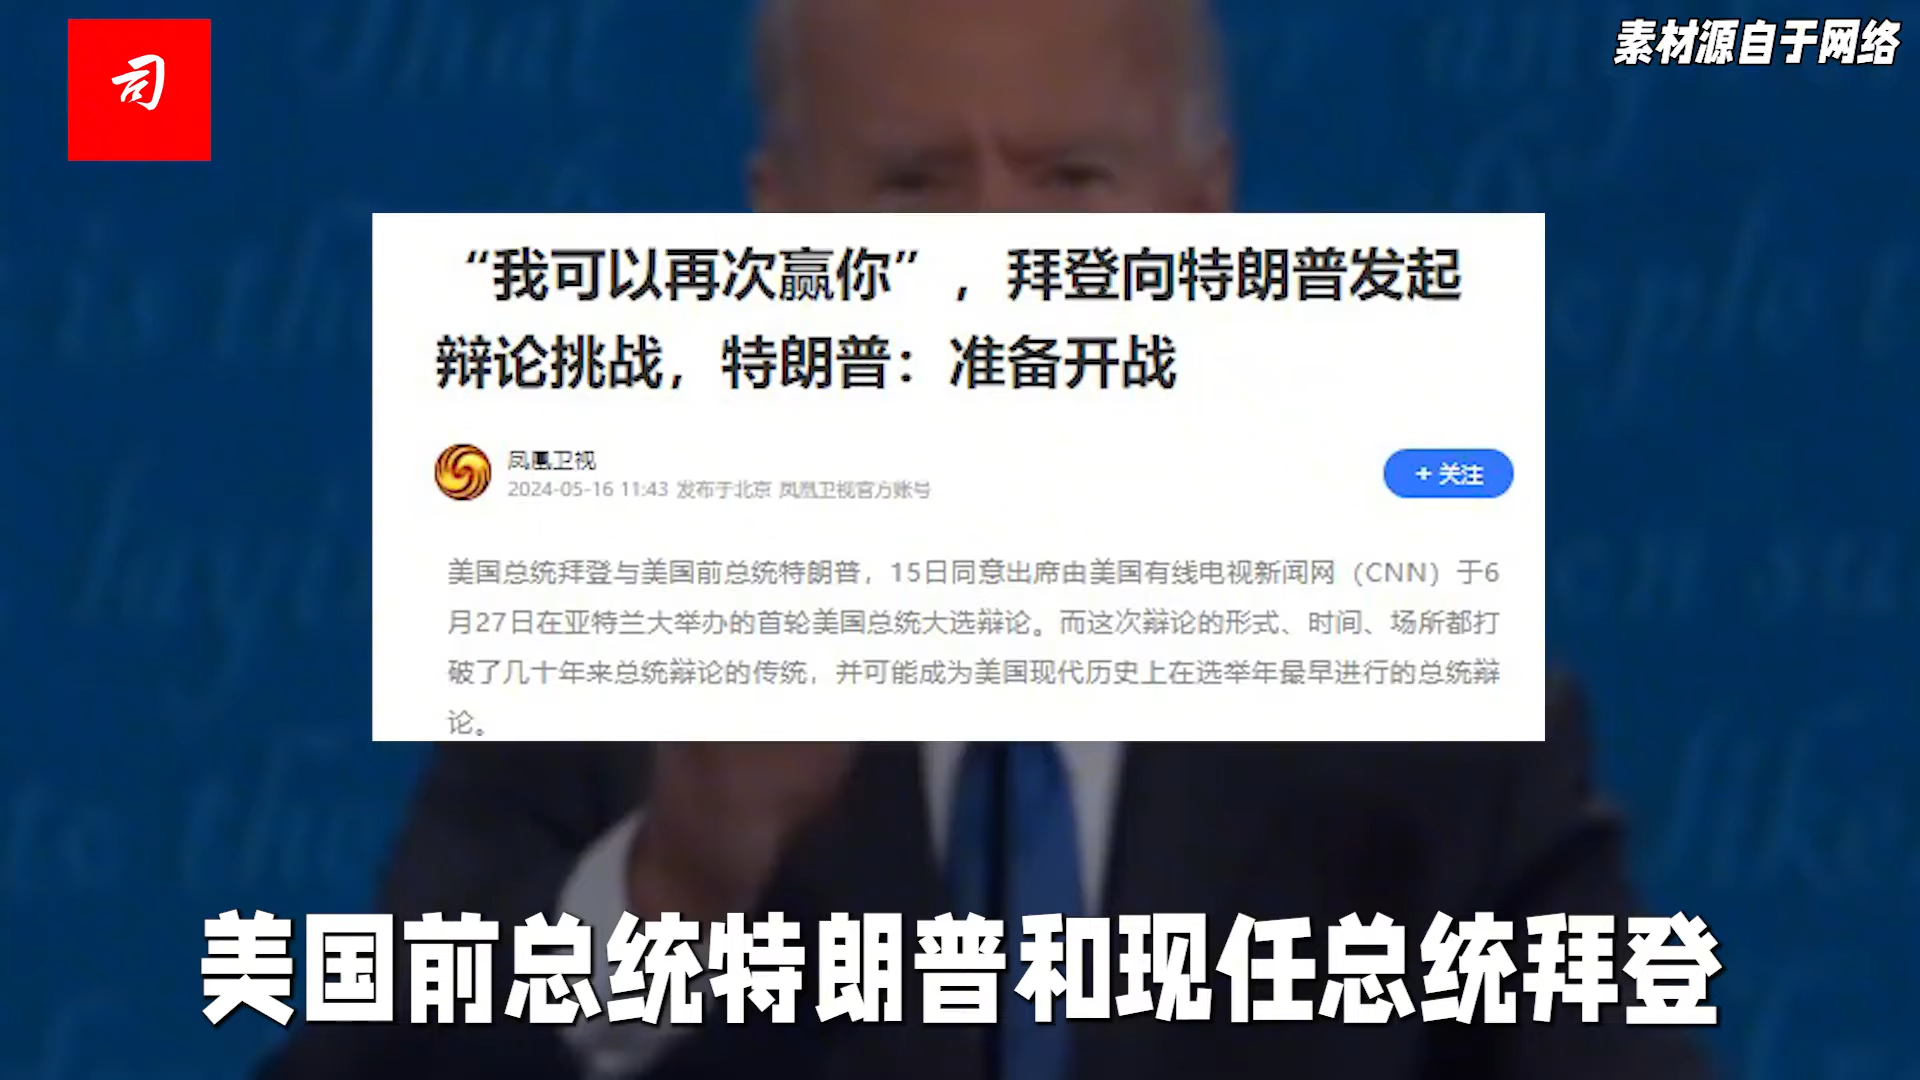 司
素材源自于网络
“我可以再次赢你”，拜登向特朗普发起
辩论挑战，特朗普：准备开战
凤凰卫视
2024-05-16 11:43 发布于北京 凤凰卫视官方账号
+ 关注
美国总统拜登与美国前总统特朗普，15日同意出席由美国有线电视新闻网（CNN）于6
月27日在亚特兰大举办的首轮美国总统大选辩论。而这次辩论的形式、时间、场所都打
破了几十年来总统辩论的传统，并可能成为美国现代历史上在选举年最早进行的总统辩
论。
美国前总统特朗普和现任总统拜登